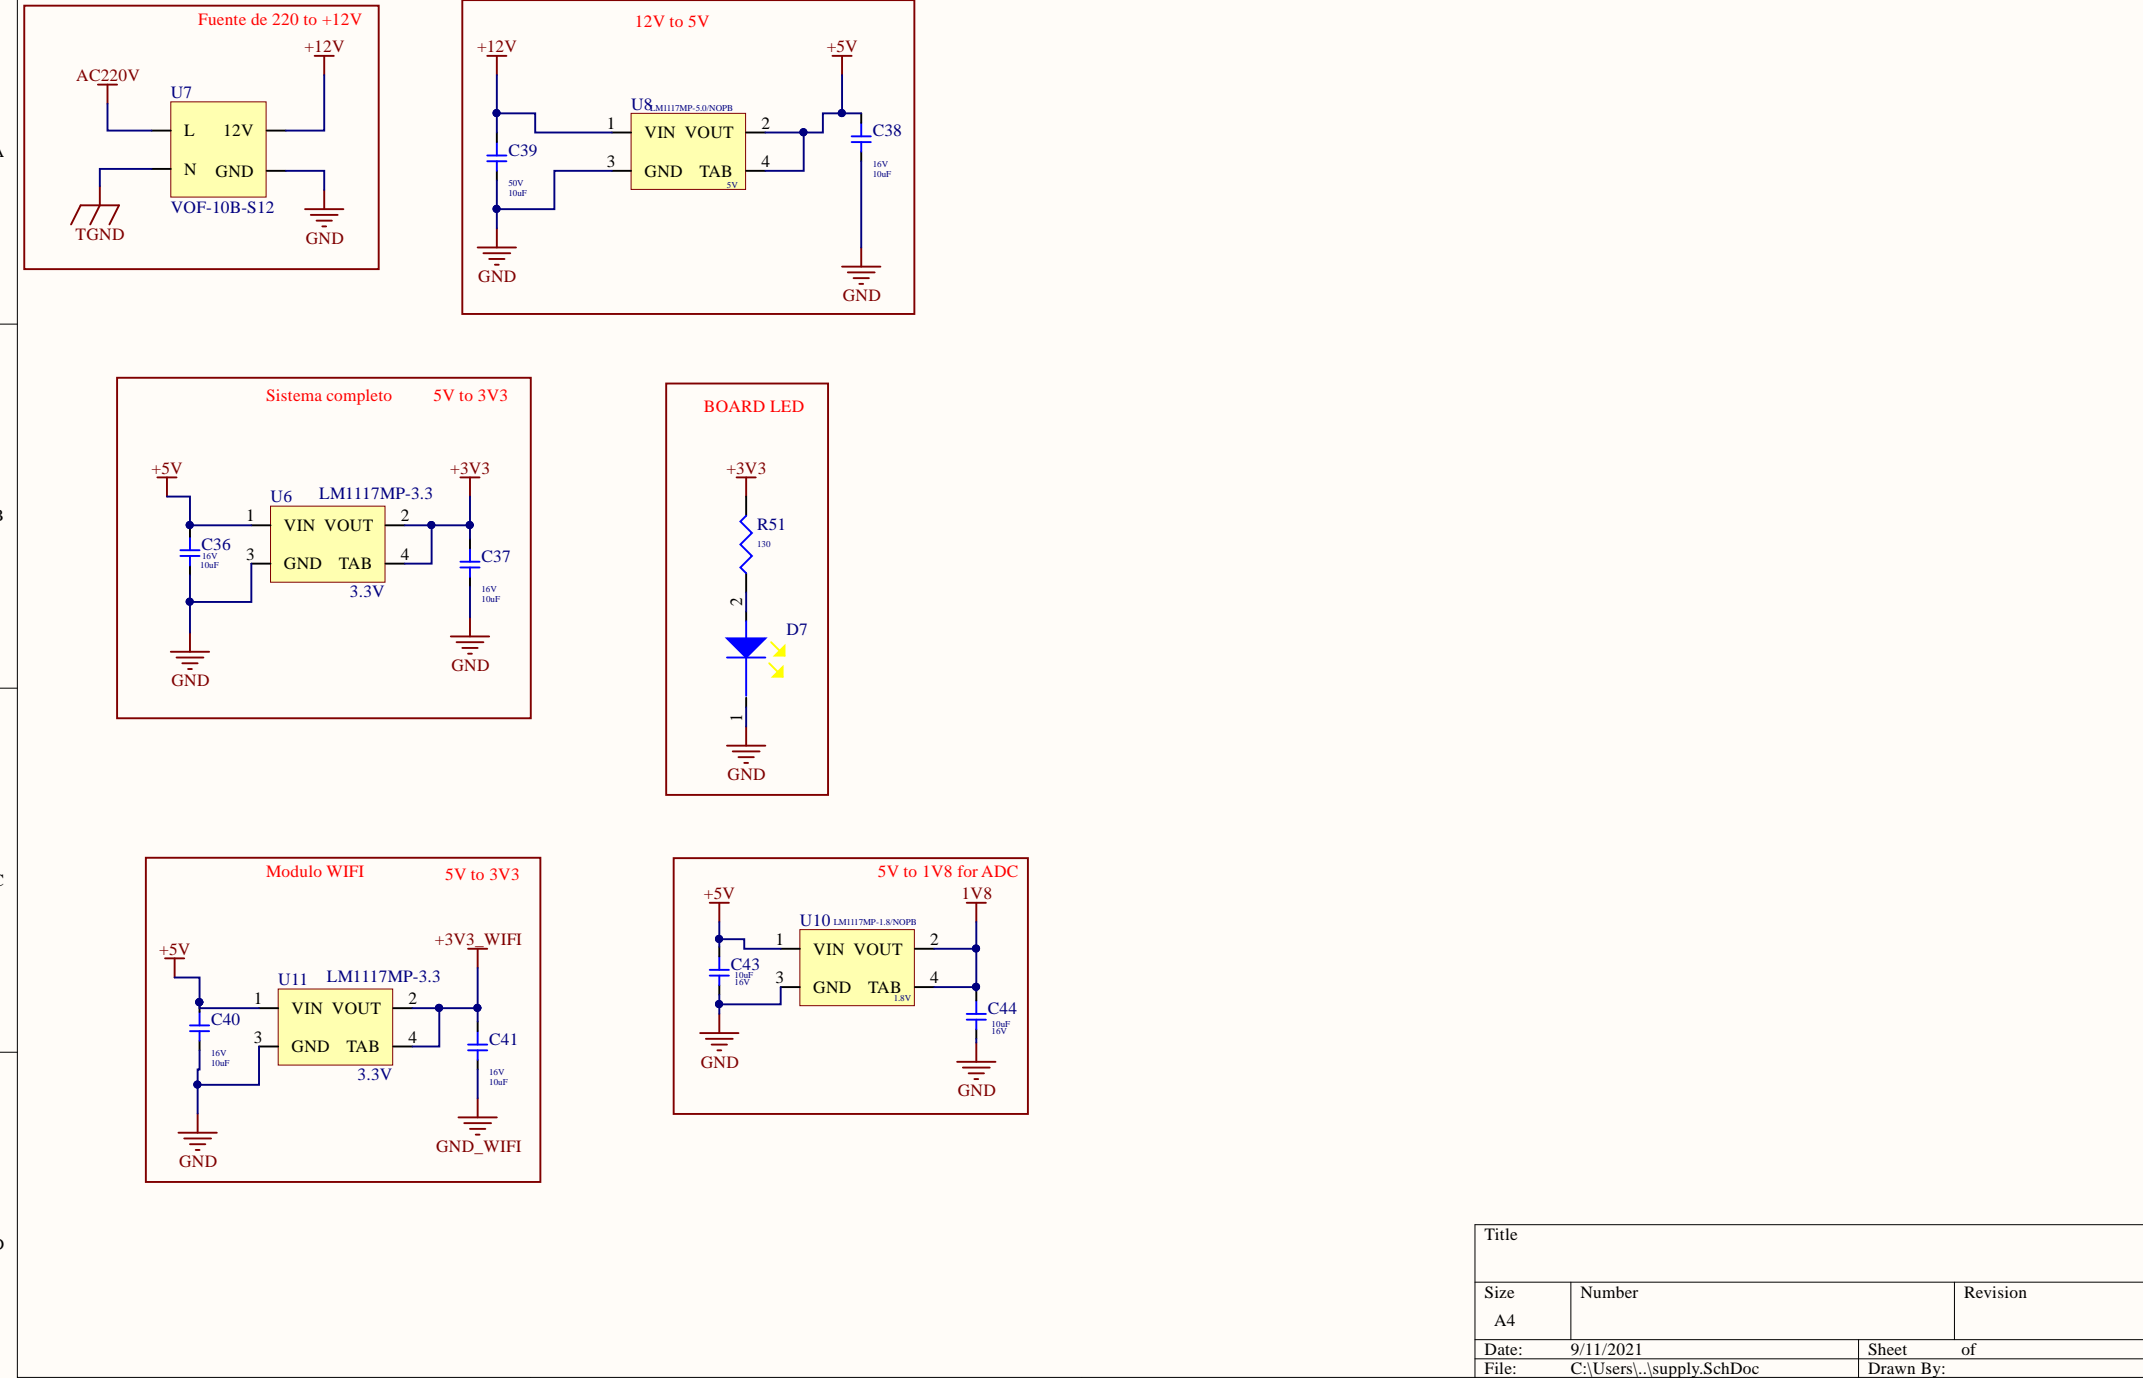 Fuente de 220 to +12V
+12V
AC220V
U7
L 12V
N GND
VOF-10B-S12
TGND
GND
12V to 5V
+12V
+5V
U8
LM1117MP-5.0/NOPB
1 VIN VOUT 2
3 GND TAB 4
5V
C39
50V
10uF
C38
16V
10uF
GND
GND
Sistema completo 5V to 3V3
+5V
+3V3
U6 LM1117MP-3.3
1 VIN VOUT 2
3 GND TAB 4
3.3V
C36
16V
10uF
C37
16V
10uF
GND
GND
BOARD LED
+3V3
R51
130
2
D7
1
GND
Modulo WIFI 5V to 3V3
+5V
+3V3_WIFI
U11 LM1117MP-3.3
1 VIN VOUT 2
3 GND TAB 4
3.3V
C40
16V
10uF
C41
16V
10uF
GND
GND_WIFI
5V to 1V8 for ADC
+5V
1V8
U10 LM1117MP-1.8/NOPB
1 VIN VOUT 2
3 GND TAB 4
1.8V
C43
10uF
16V
C44
10uF
16V
GND
GND
Title
Size Number Revision
A4
Date: 9/11/2021 Sheet of
File: C:\Users\..\supply.SchDoc Drawn By: